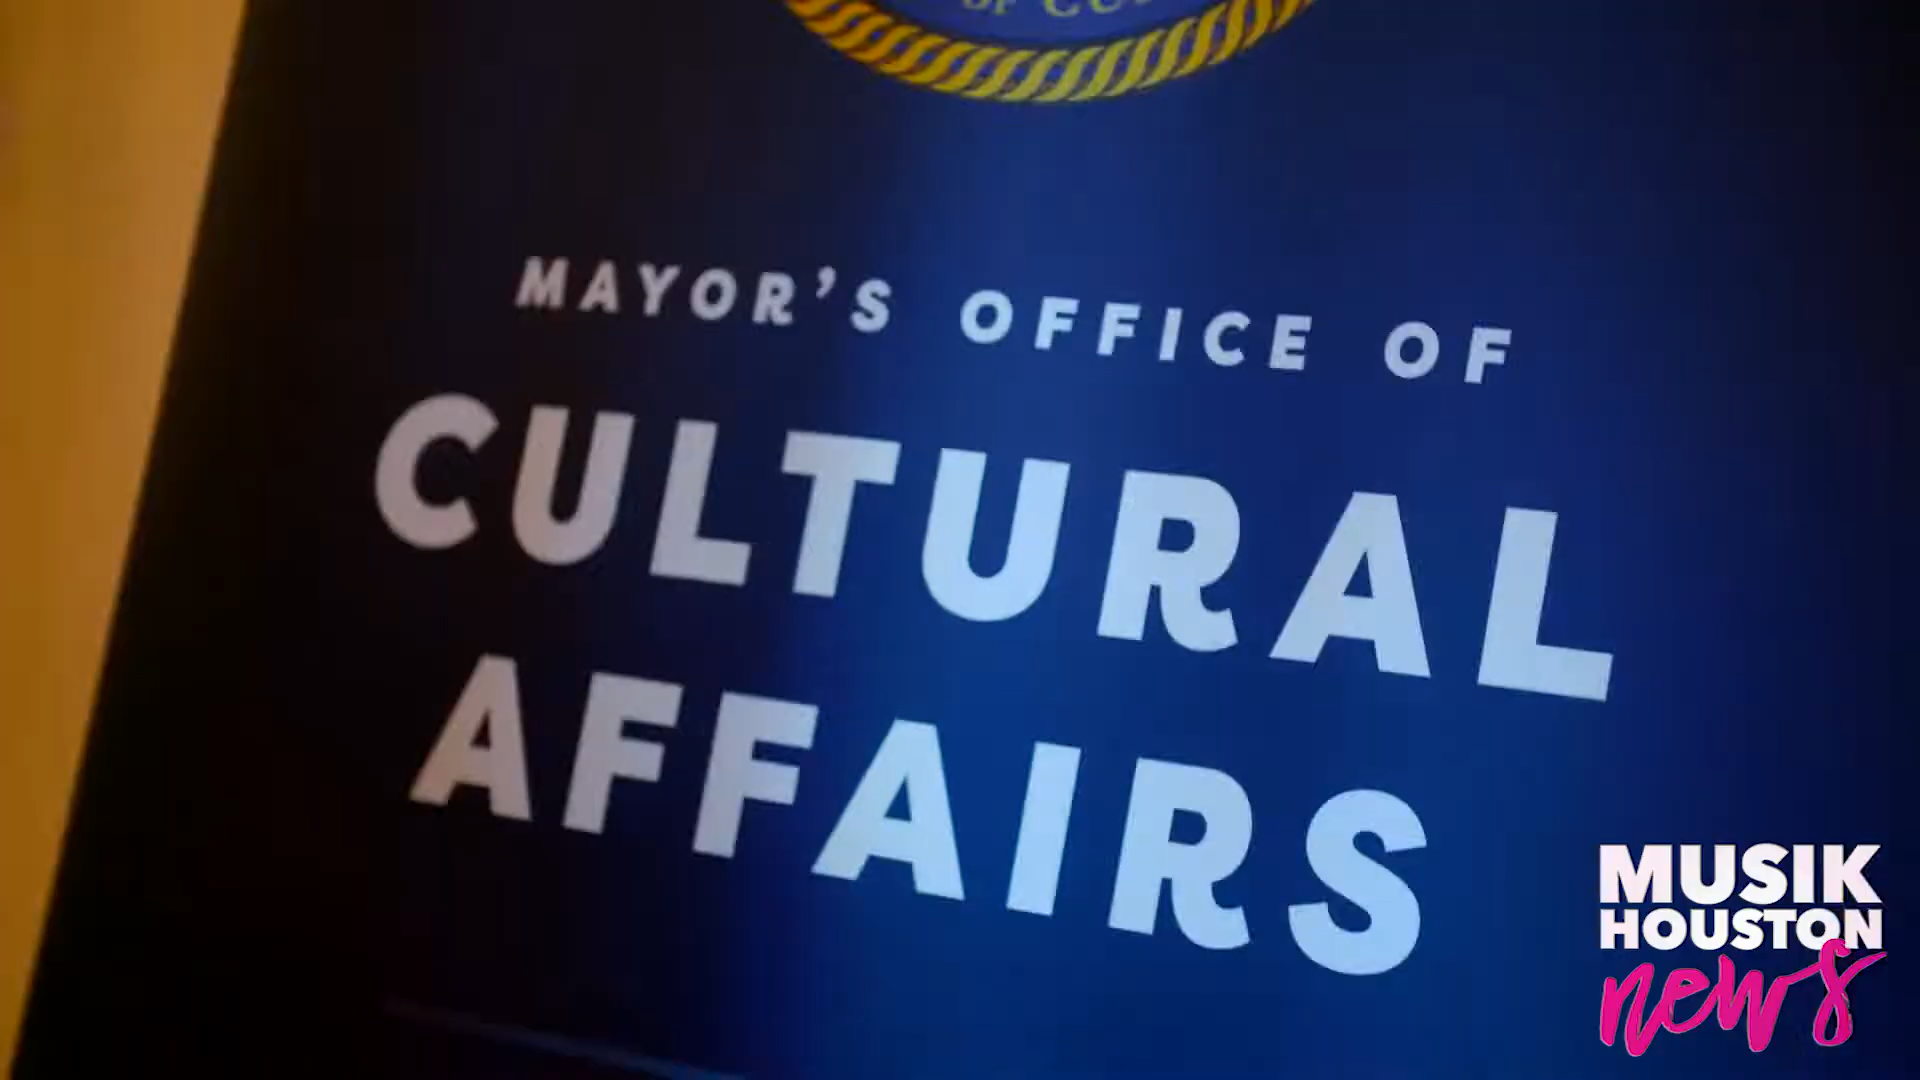 MAYOR'S OFFICE OF
CULTURAL
AFFAIRS
MUSIK
HOUSTON
news